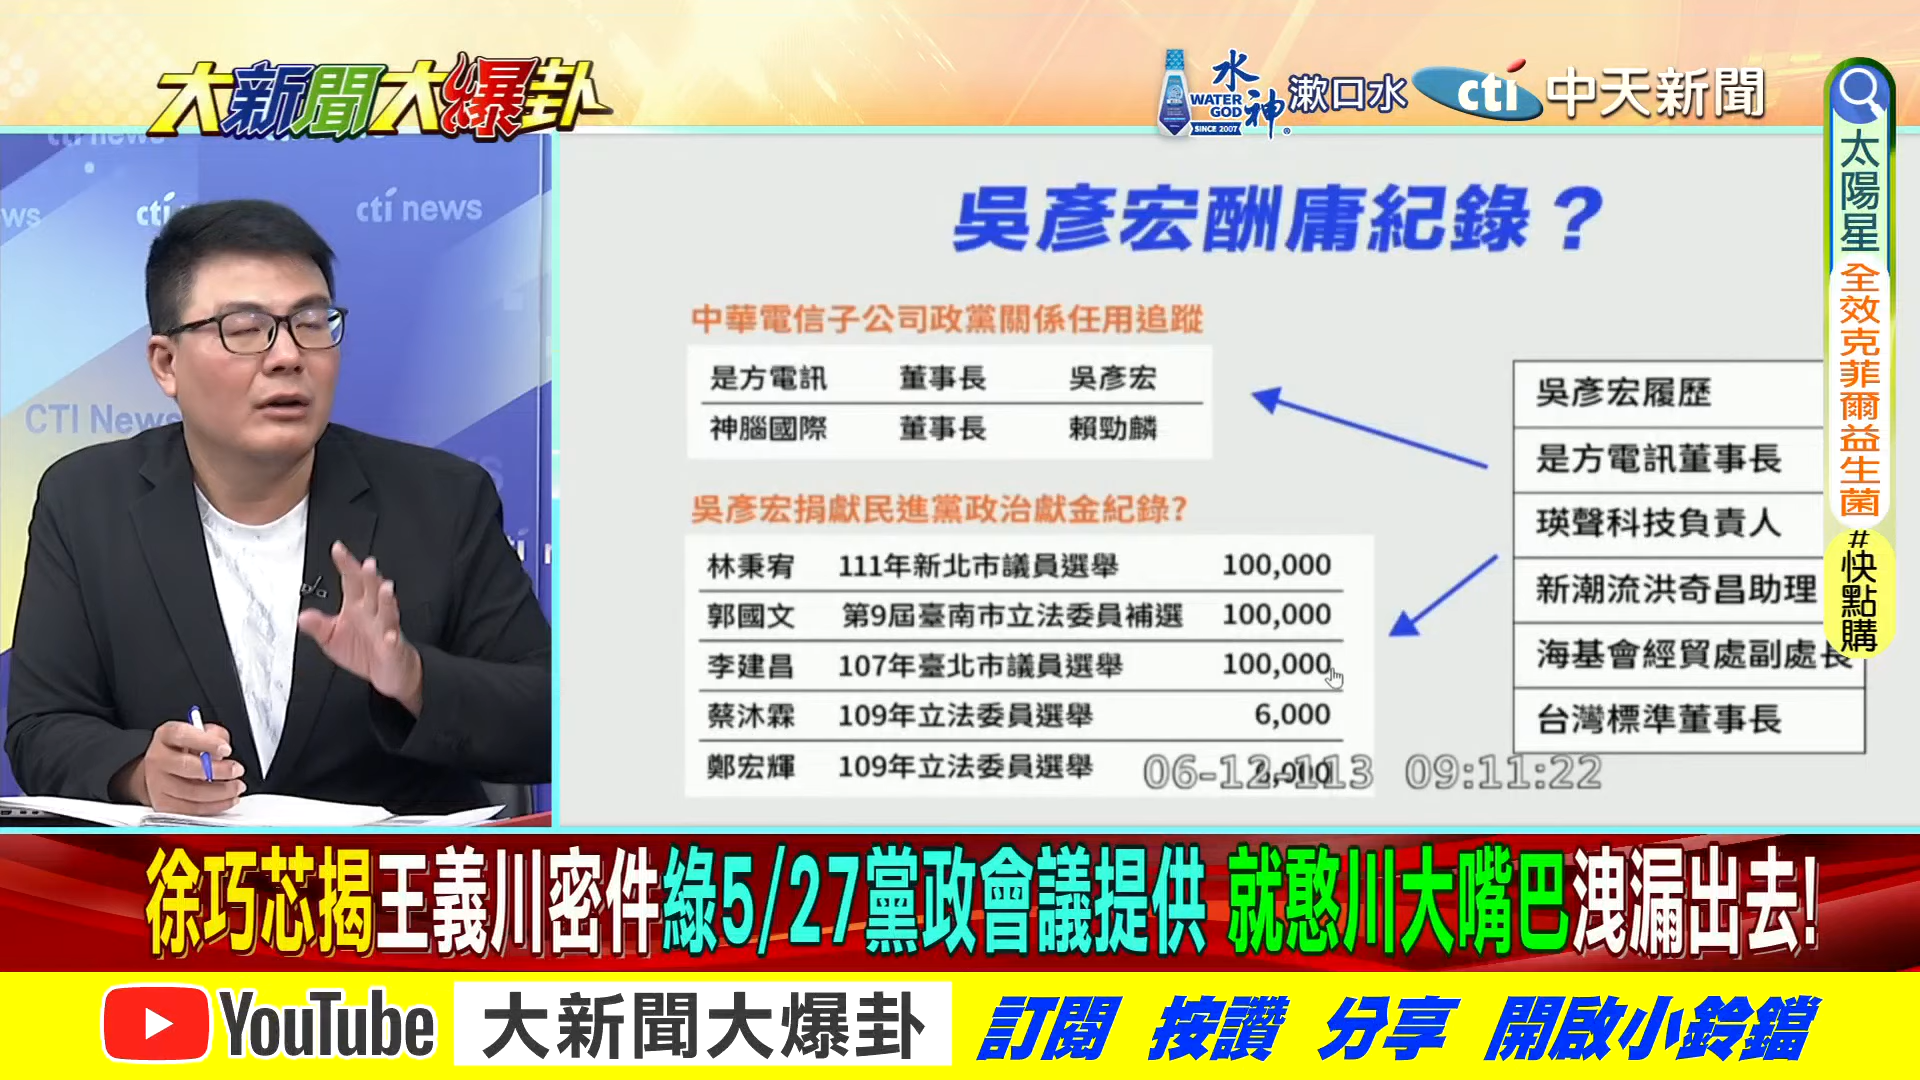 大新聞大爆卦
水神
WATER GOD
SINCE 2007
漱口水
cti 中天新聞
太陽星
全效克菲爾益生菌
#快點購
cti news
cti news
CTI News
吳彥宏酬庸紀錄？
中華電信子公司政黨關係任用追蹤
是方電訊 董事長 吳彥宏
神腦國際 董事長 賴勁麟
吳彥宏捐獻民進黨政治獻金紀錄?
林秉宥 111年新北市議員選舉 100,000
郭國文 第9屆臺南市立法委員補選 100,000
李建昌 107年臺北市議員選舉 100,000
蔡沐霖 109年立法委員選舉 6,000
鄭宏輝 109年立法委員選舉 6,000
吳彥宏履歷
是方電訊董事長
瑛聲科技負責人
新潮流洪奇昌助理
海基會經貿處副處長
台灣標準董事長
06-12-113 09:11:22
徐巧芯揭王義川密件綠5/27黨政會議提供 就憨川大嘴巴洩漏出去!
YouTube 大新聞大爆卦 訂閱 按讚 分享 開啟小鈴鐺